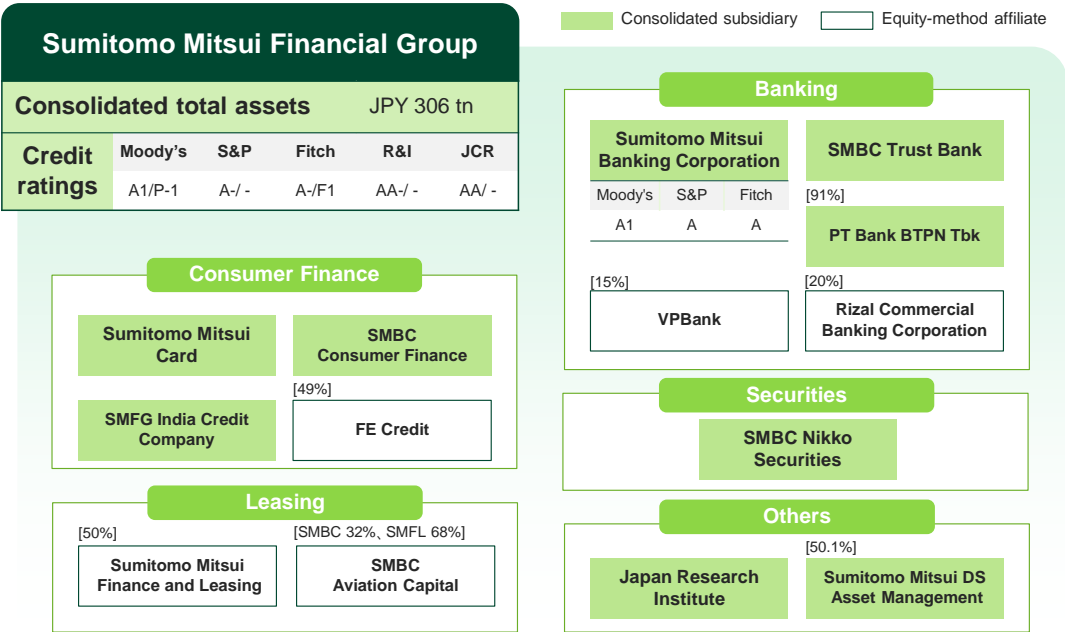 Sumitomo Mitsui Financial Group
Consolidated total assets JPY 306 tn
Credit ratings
Moody's S&P Fitch R&I JCR
A1/P-1 A-/ - A-/F1 AA-/ - AA/ -
Consolidated subsidiary Equity-method affiliate
Consumer Finance
Sumitomo Mitsui
Card
SMBC
Consumer Finance
SMFG India Credit
Company
[49%]
FE Credit
Leasing
[50%]
Sumitomo Mitsui
Finance and Leasing
[SMBC 32%、SMFL 68%]
SMBC
Aviation Capital
Banking
Sumitomo Mitsui
Banking Corporation
Moody's S&P Fitch
A1 A A
SMBC Trust Bank
[91%]
PT Bank BTPN Tbk
[15%]
VPBank
[20%]
Rizal Commercial
Banking Corporation
Securities
SMBC Nikko
Securities
Others
Japan Research
Institute
[50.1%]
Sumitomo Mitsui DS
Asset Management